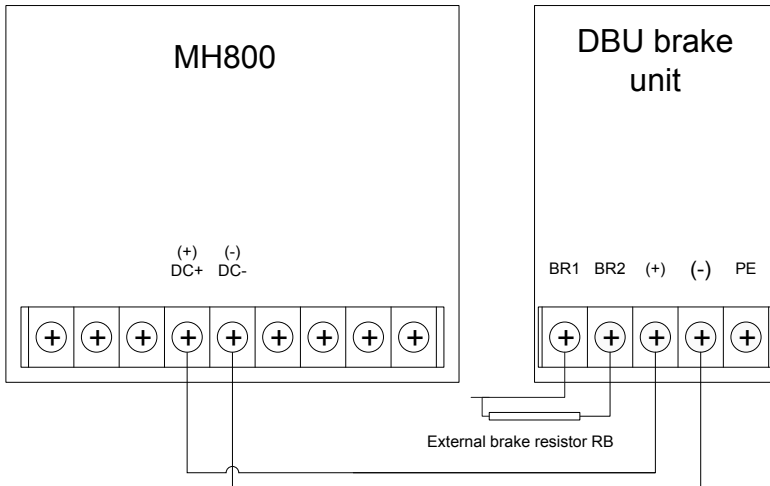 MH800
DBU brake
unit
(+) (-)
DC+ DC-
BR1 BR2 (+) (-) PE
External brake resistor RB